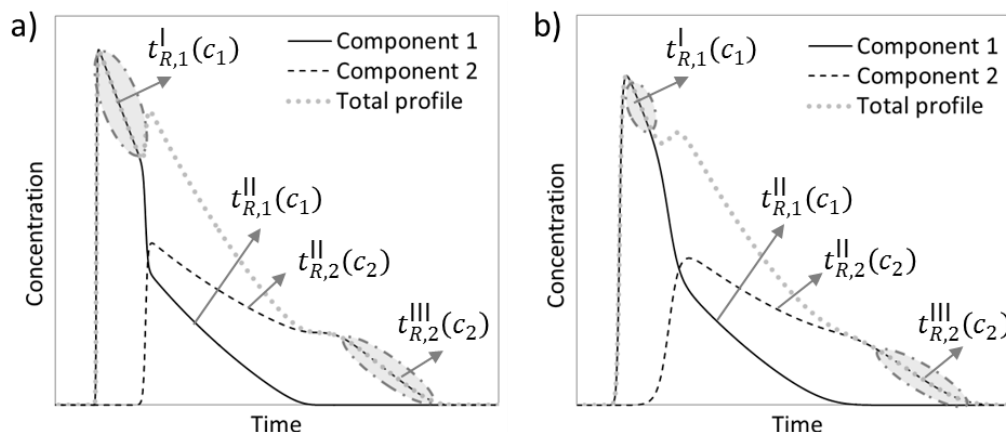 a)
t^I_{R,1}(c_1)
Component 1
Component 2
Total profile
t^{II}_{R,1}(c_1)
t^{II}_{R,2}(c_2)
t^{III}_{R,2}(c_2)
Concentration
Time
b)
t^I_{R,1}(c_1)
Component 1
Component 2
Total profile
t^{II}_{R,1}(c_1)
t^{II}_{R,2}(c_2)
t^{III}_{R,2}(c_2)
Concentration
Time